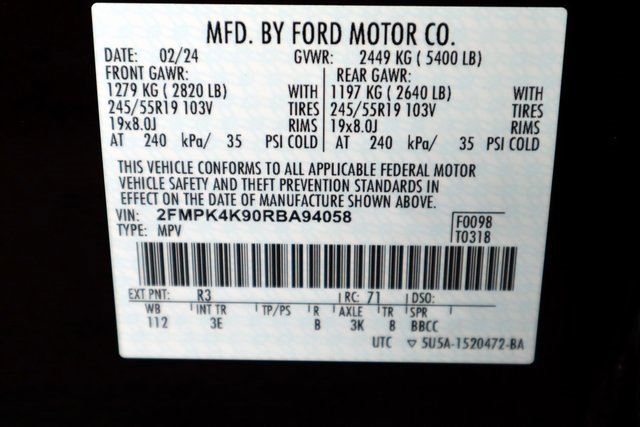 MFD. BY FORD MOTOR CO.
DATE: 02/24 GVWR: 2449 KG ( 5400 LB)
FRONT GAWR: REAR GAWR:
1279 KG ( 2820 LB) WITH 1197 KG ( 2640 LB) WITH
245/55R19 103V TIRES 245/55R19 103V TIRES
19x8.0J RIMS 19x8.0J RIMS
AT 240 kPa/ 35 PSI COLD AT 240 kPa/ 35 PSI COLD
THIS VEHICLE CONFORMS TO ALL APPLICABLE FEDERAL MOTOR
VEHICLE SAFETY AND THEFT PREVENTION STANDARDS IN
EFFECT ON THE DATE OF MANUFACTURE SHOWN ABOVE.
VIN: 2FMPK4K90RBA94058 F0098
TYPE: MPV T0318
EXT PNT: R3 RC: 71 DSO:
WB INT TR TP/PS R AXLE TR SPR
112 3E B 3K 8 BBCC
UTC ▽ 5U5A-1520472-BA